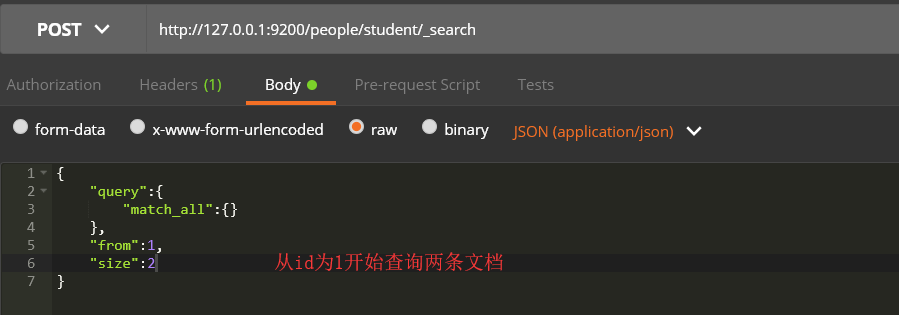 POST http://127.0.0.1:9200/people/student/_search
Authorization Headers (1) Body Pre-request Script Tests
form-data x-www-form-urlencoded raw binary JSON (application/json)
1 {
2 "query":{
3 "match_all":{}
4 },
5 "from":1,
6 "size":2 从id为1开始查询两条文档
7 }